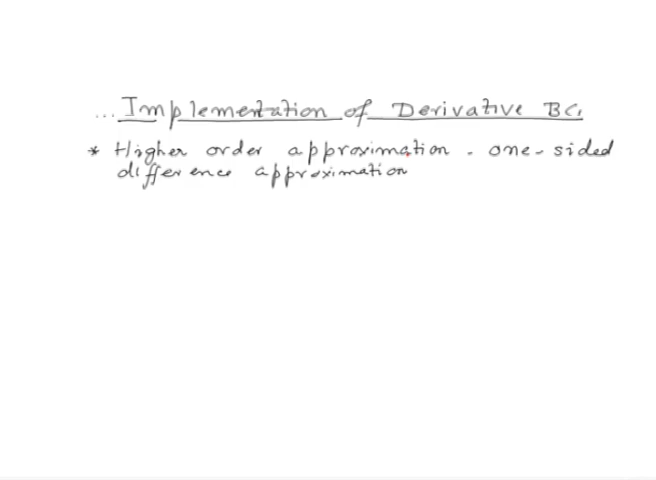 ... Implementation of Derivative BC,
* Higher order approximation - one-sided
difference approximation